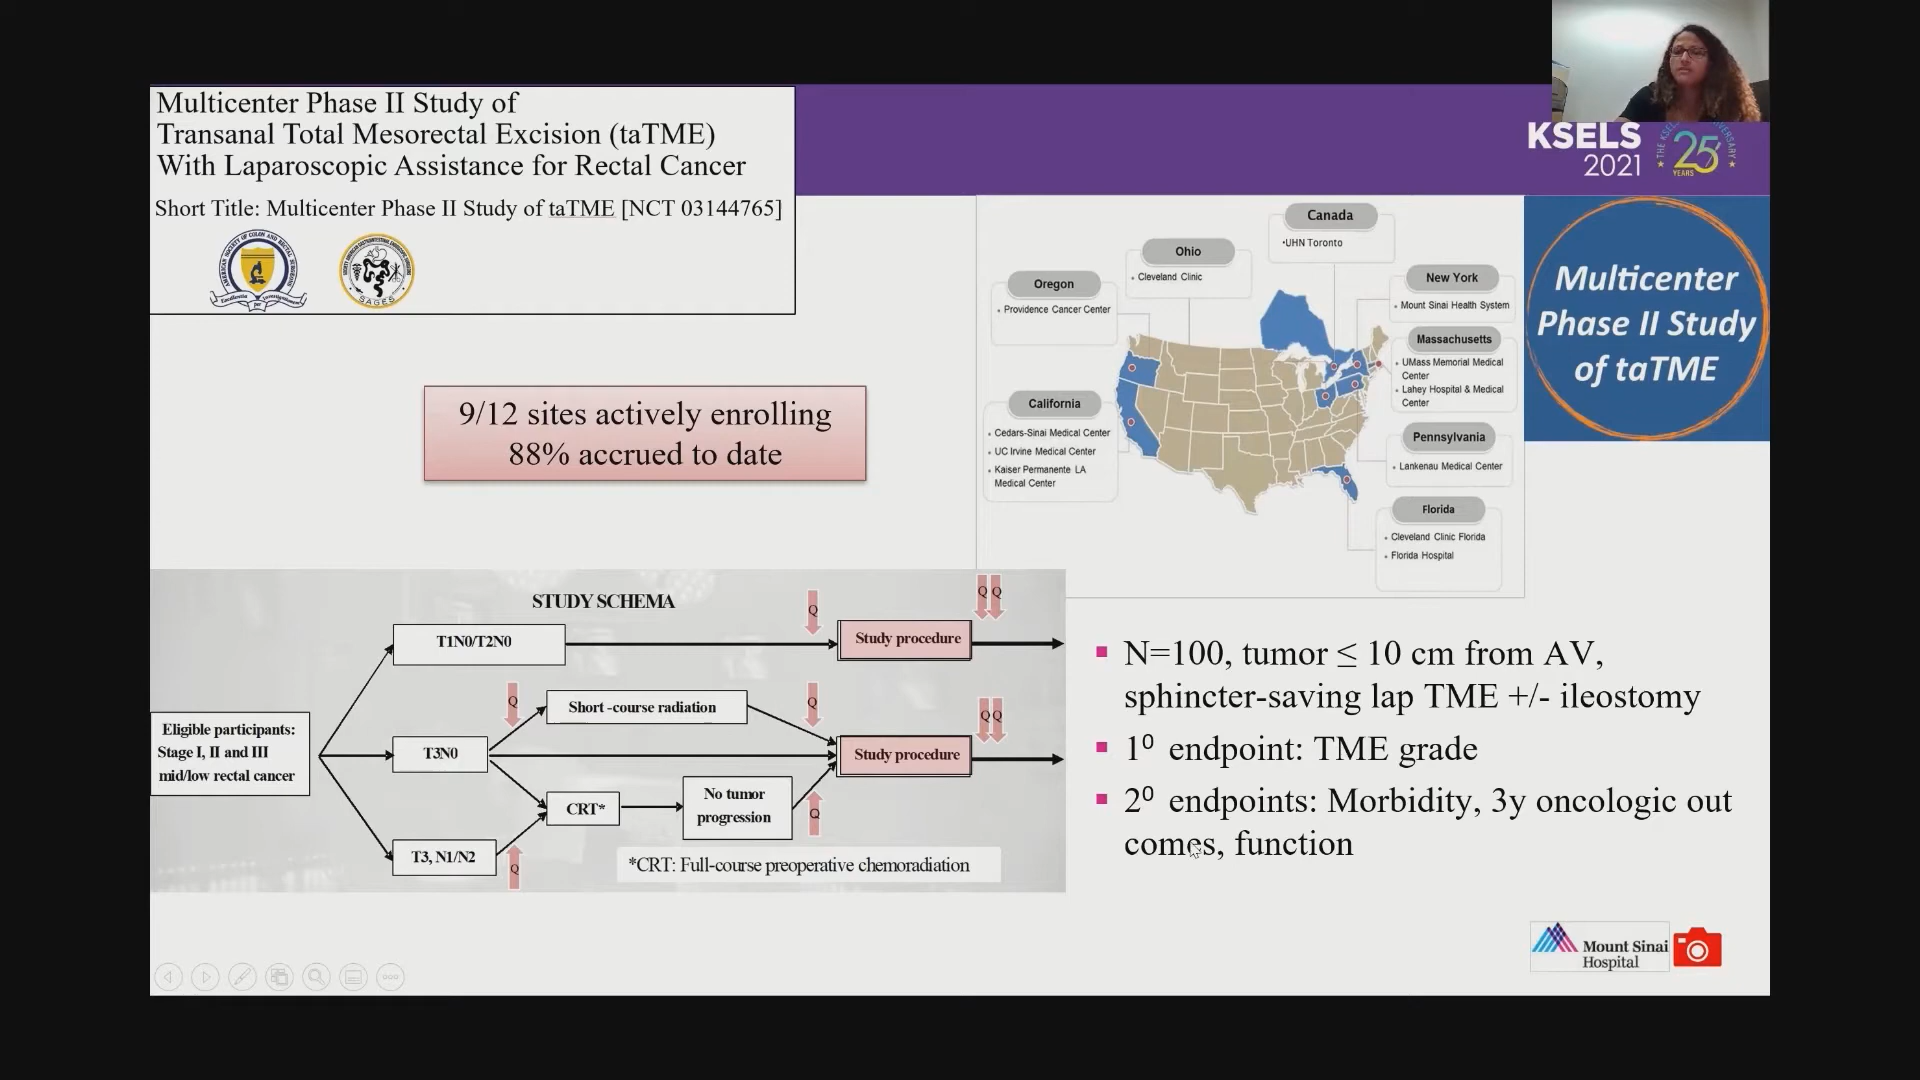 Multicenter Phase II Study of
Transanal Total Mesorectal Excision (taTME)
With Laparoscopic Assistance for Rectal Cancer
Short Title: Multicenter Phase II Study of taTME [NCT 03144765]
SAGES
KSELS
2021
25
YEARS
Multicenter
Phase II Study
of taTME
9/12 sites actively enrolling
88% accrued to date
Canada
•UHN Toronto
Ohio
• Cleveland Clinic
Oregon
• Providence Cancer Center
New York
• Mount Sinai Health System
Massachusetts
• UMass Memorial Medical
Center
• Lahey Hospital & Medical
Center
California
• Cedars-Sinai Medical Center
• UC Irvine Medical Center
• Kaiser Permanente LA
Medical Center
Pennsylvania
• Lankenau Medical Center
Florida
• Cleveland Clinic Florida
• Florida Hospital
STUDY SCHEMA
Q
Q Q
T1N0/T2N0
Study procedure
Q
Short -course radiation
Q
Q Q
Eligible participants:
Stage I, II and III
mid/low rectal cancer
T3N0
Study procedure
CRT*
No tumor
progression
Q
T3, N1/N2
Q
*CRT: Full-course preoperative chemoradiation
▪ N=100, tumor ≤ 10 cm from AV,
sphincter-saving lap TME +/- ileostomy
▪ 1⁰ endpoint: TME grade
▪ 2⁰ endpoints: Morbidity, 3y oncologic out
comes, function
Mount Sinai
Hospital